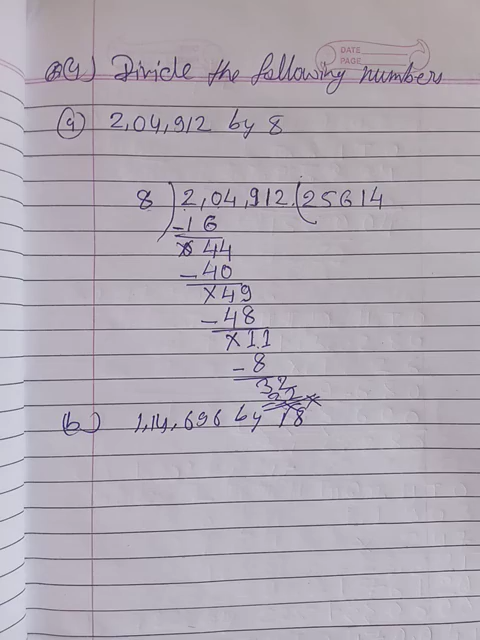 DATE
PAGE
Q4) Divide the following numbers
(a) 2,04,912 by 8
8 ) 2,04,912 ( 25614
- 16
× 44
- 40
× 49
- 48
× 11
- 8
32
32
×
(b) 1,14,696 by 18